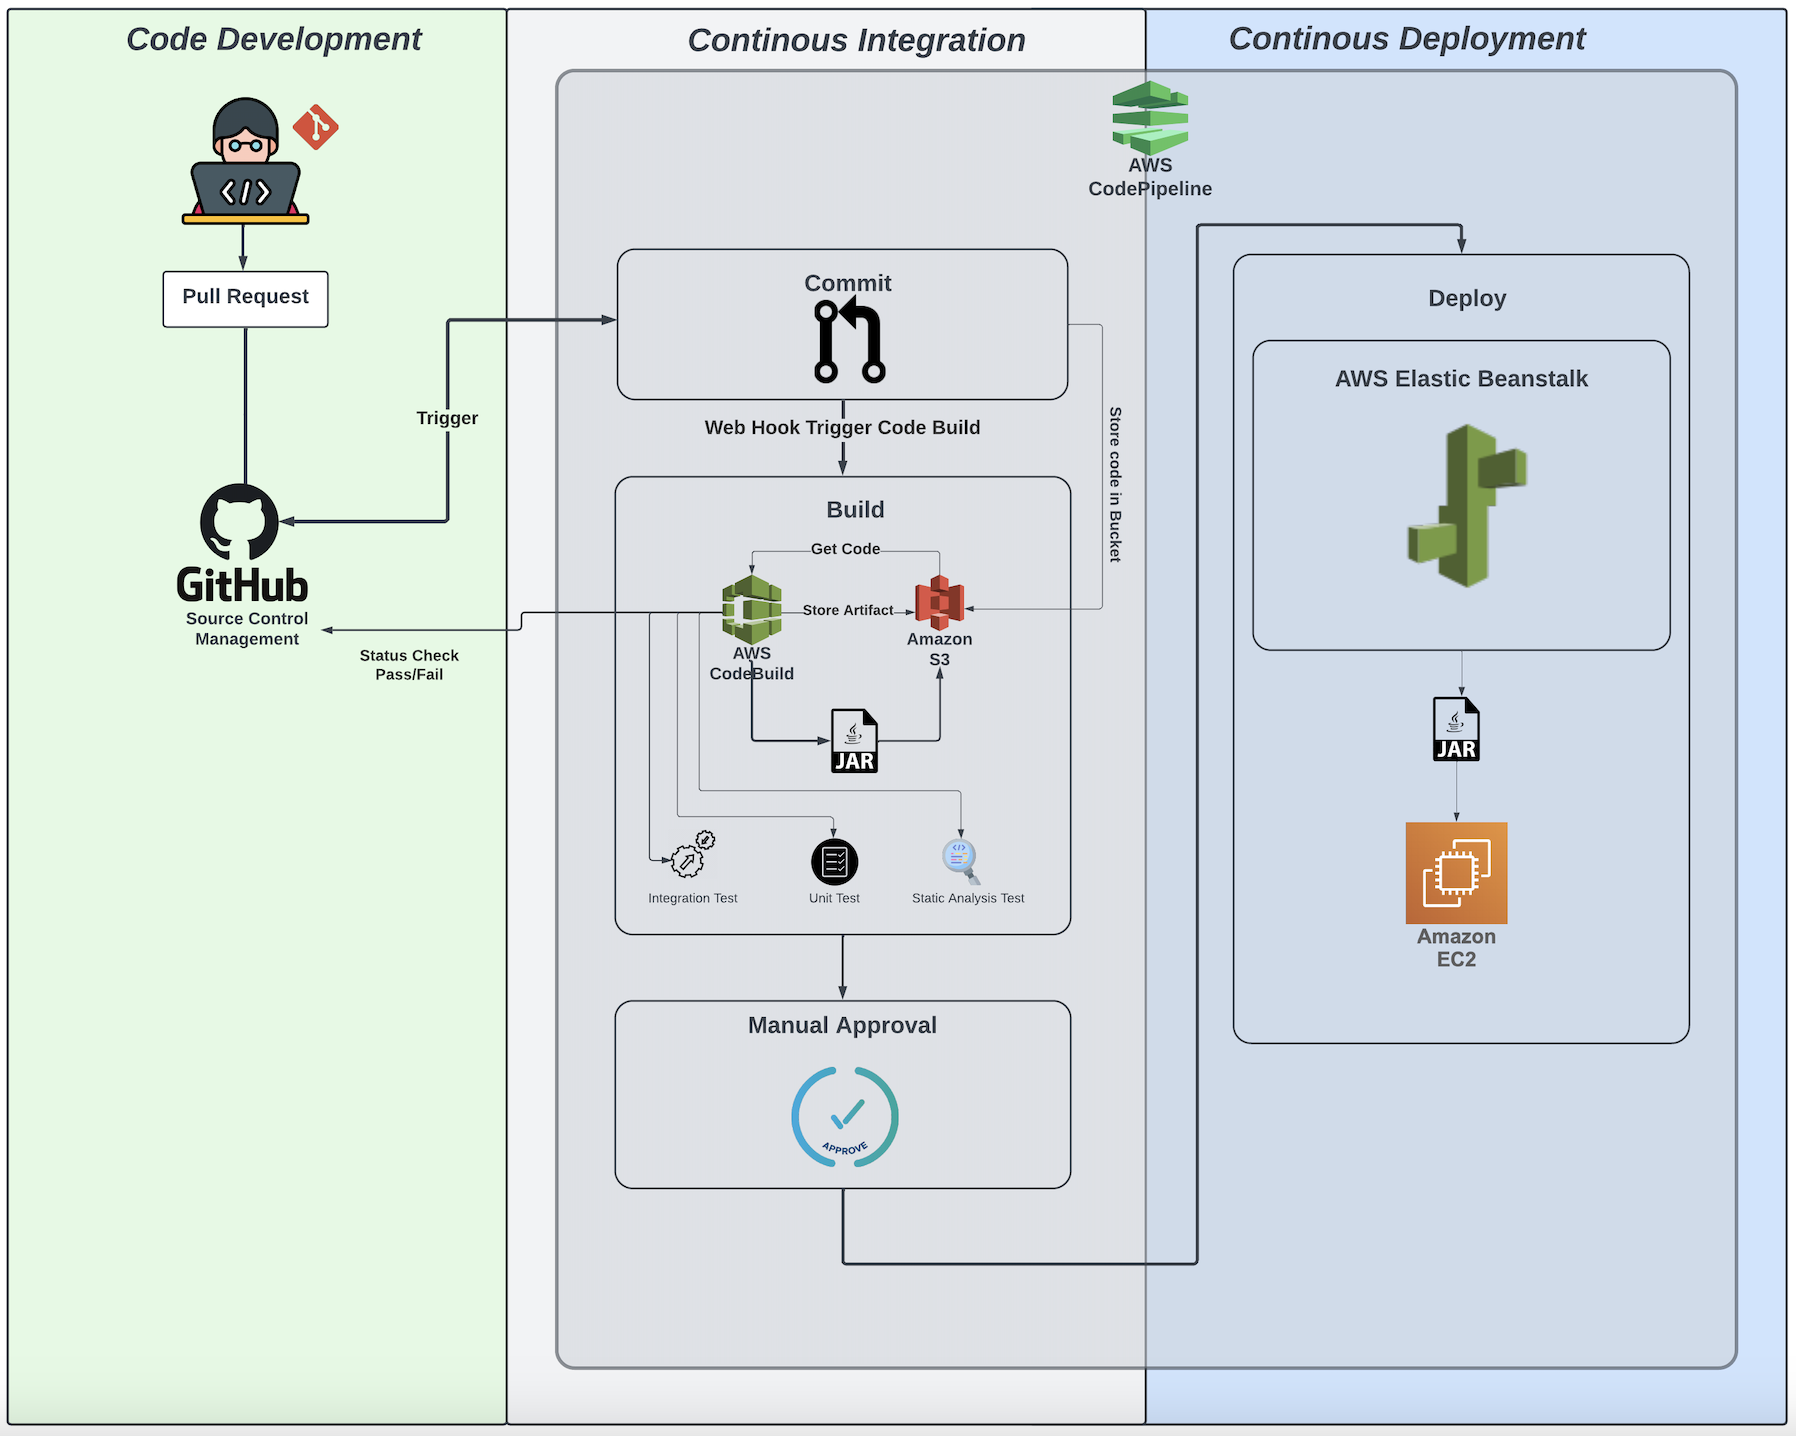 Code Development
Continous Integration
Continous Deployment
AWS
CodePipeline
</>
Pull Request
Trigger
GitHub
Source Control
Management
Status Check
Pass/Fail
Commit
Web Hook Trigger Code Build
Store code in Bucket
Build
Get Code
Store Artifact
AWS
CodeBuild
Amazon
S3
JAR
</>
Integration Test
Unit Test
Static Analysis Test
Manual Approval
APPROVE
Deploy
AWS Elastic Beanstalk
JAR
Amazon
EC2